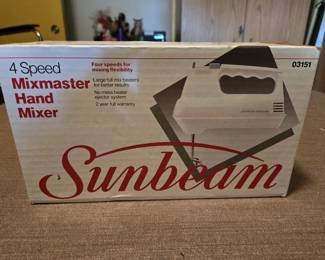 4 Speed
Mixmaster
Hand
Mixer
Four speeds for
mixing flexibility
Large full mix beaters
for better results
No mess beater
ejector system
2 year full warranty
03151
Sunbeam